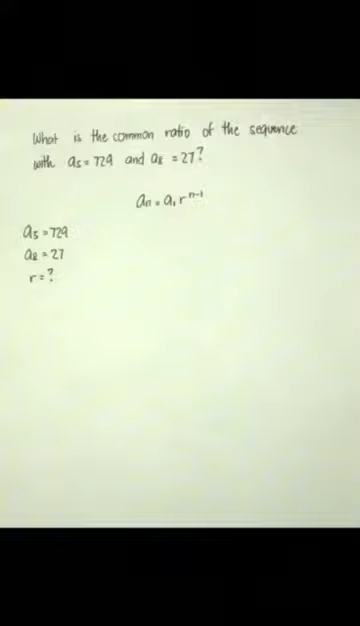 What is the common ratio of the sequence
with a₅ = 729 and a₈ = 27?
aₙ = a₁ rⁿ⁻¹
a₅ = 729
a₈ = 27
r = ?